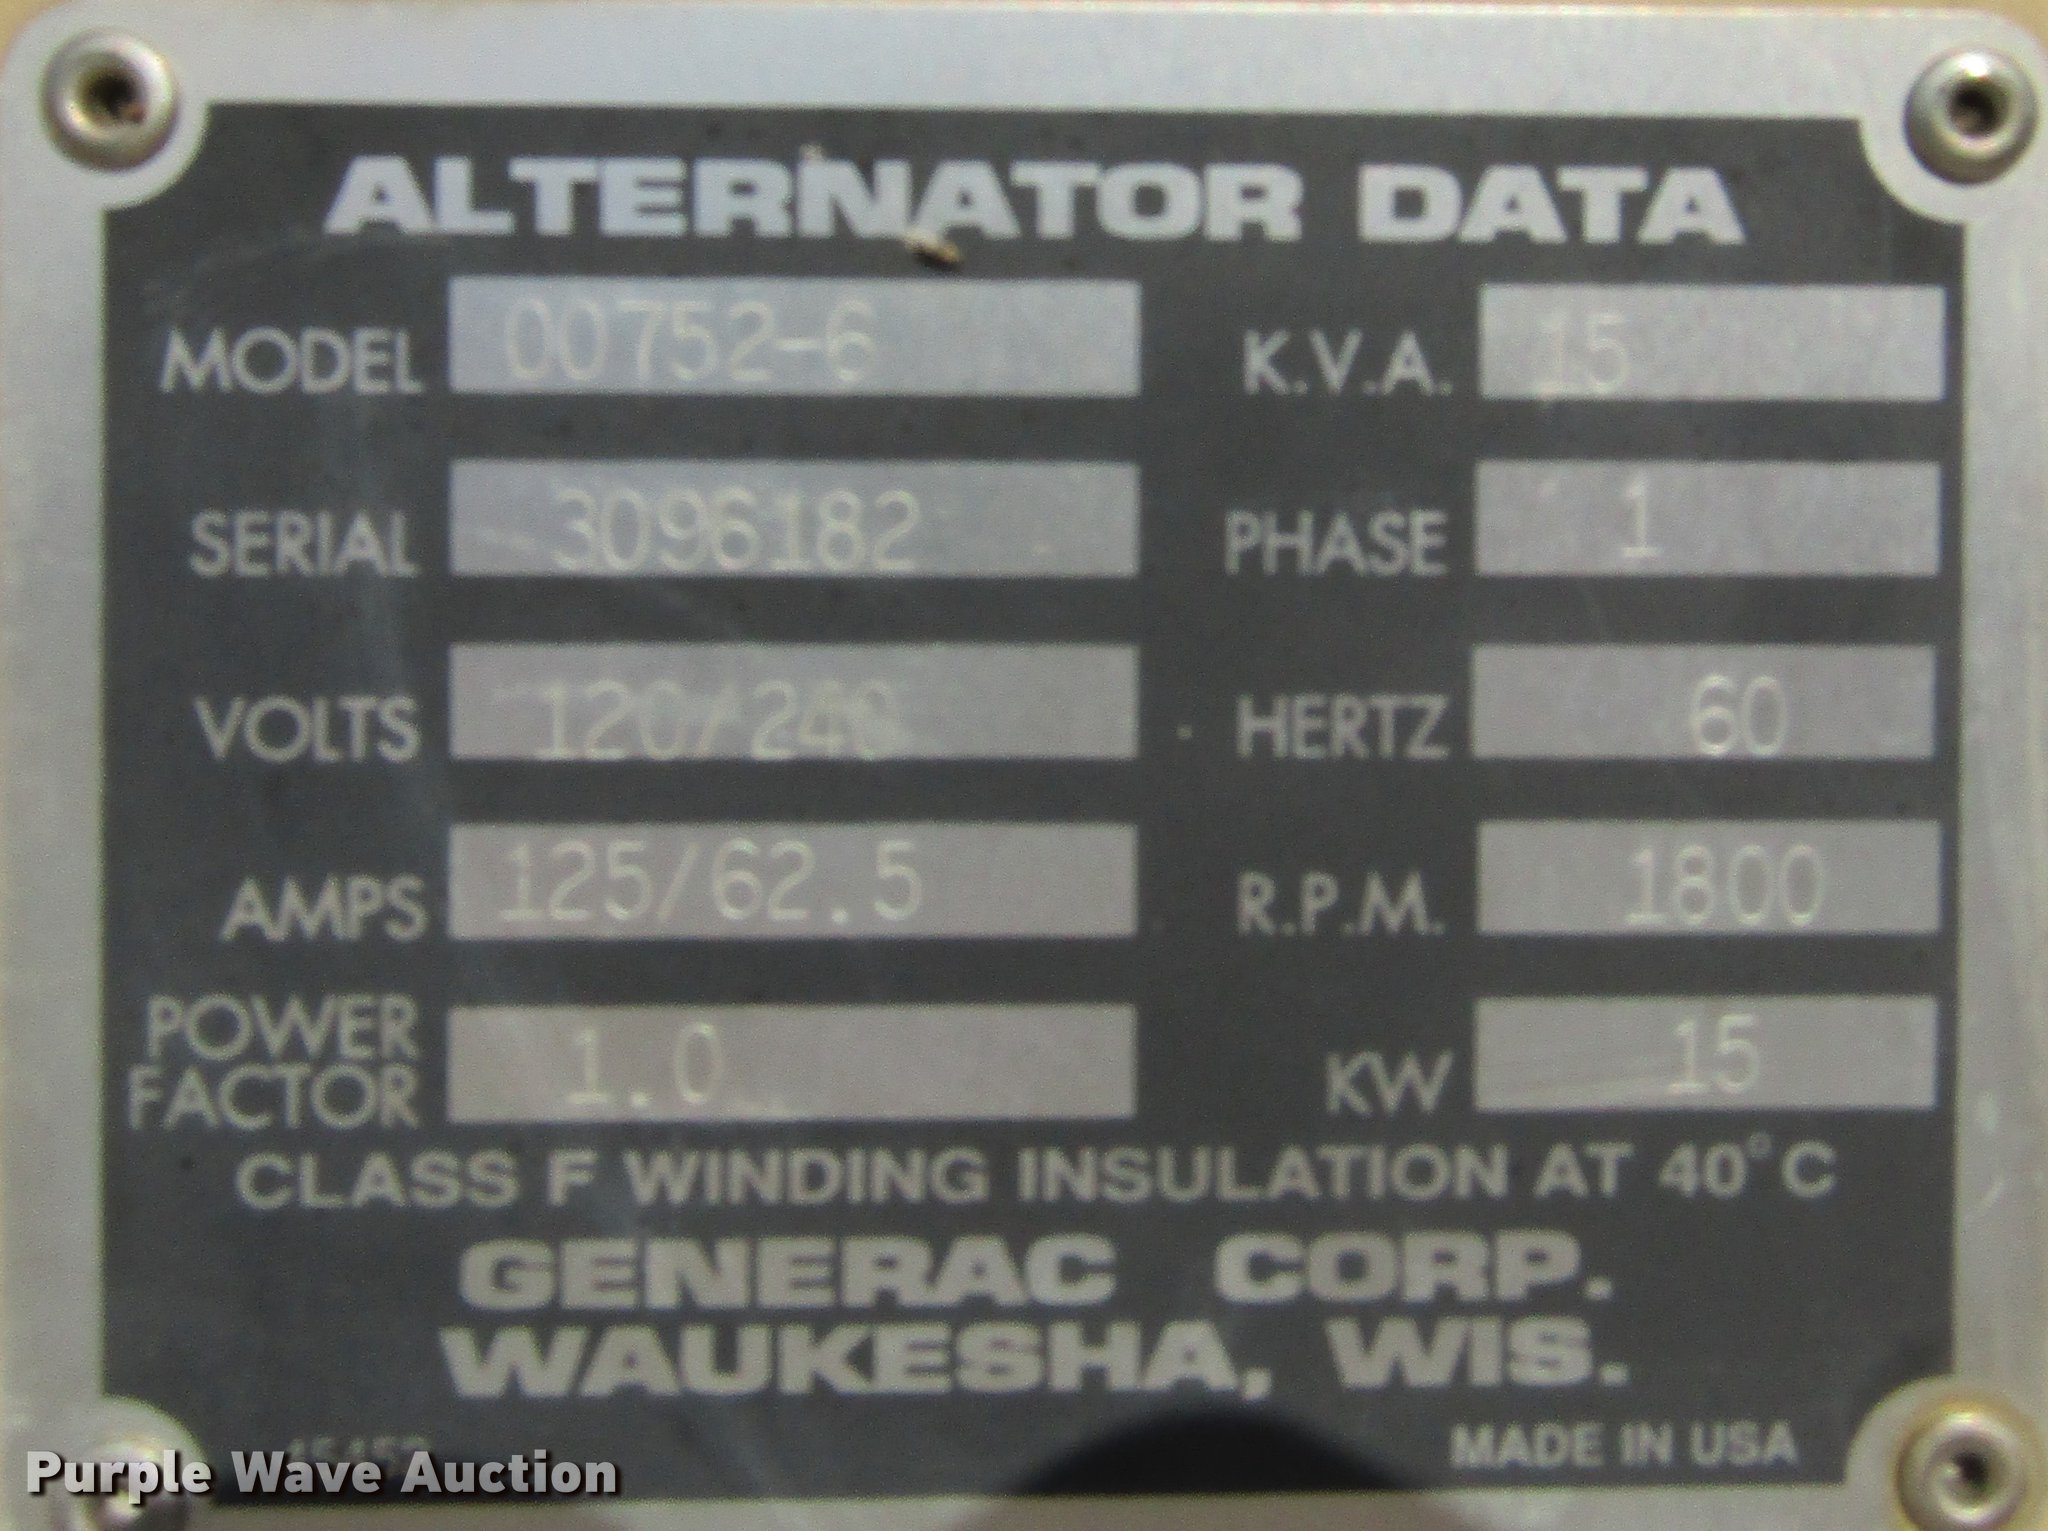 ALTERNATOR DATA
MODEL 00752-6 K.V.A. 15
SERIAL 3096182 PHASE 1
VOLTS 120/240 HERTZ 60
AMPS 125/62.5 R.P.M. 1800
POWER FACTOR 1.0 KW 15
CLASS F WINDING INSULATION AT 40°C
GENERAC CORP.
WAUKESHA, WIS.
MADE IN USA
Purple Wave Auction